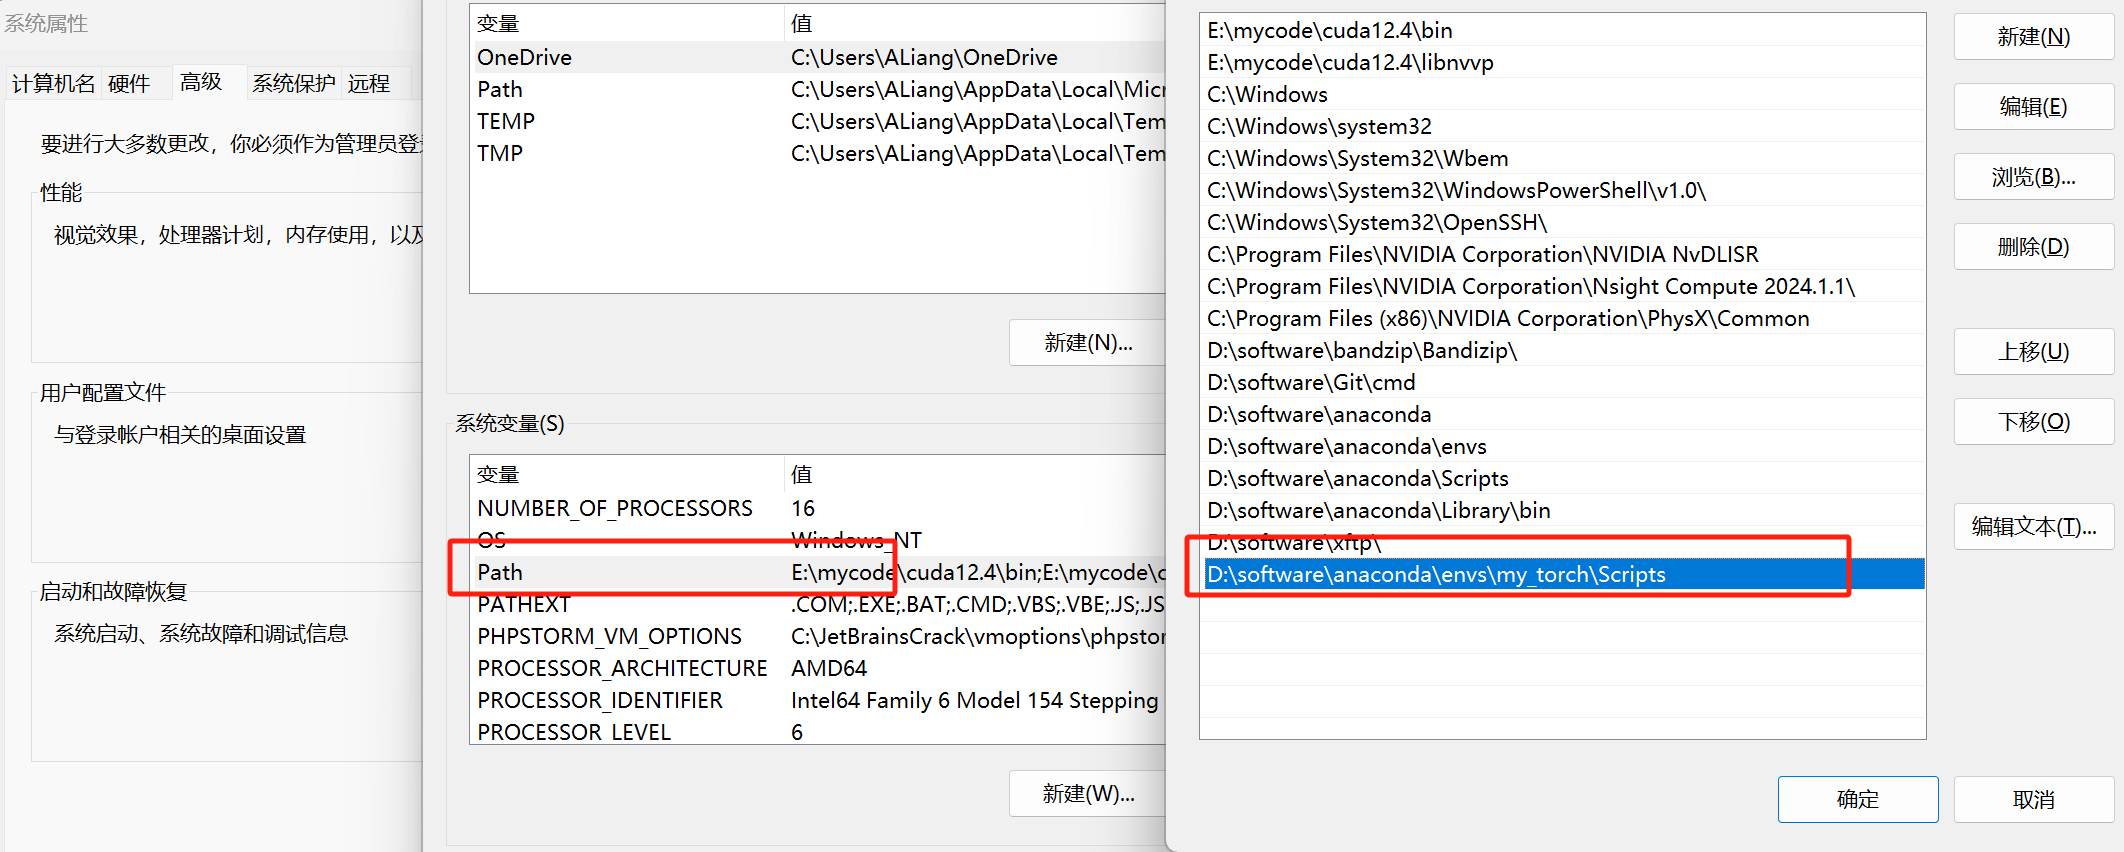 系统属性
计算机名 硬件 高级 系统保护 远程
要进行大多数更改，你必须作为管理员登
性能
视觉效果，处理器计划，内存使用，以及
用户配置文件
与登录帐户相关的桌面设置
启动和故障恢复
系统启动、系统故障和调试信息
变量 值
OneDrive C:\Users\ALiang\OneDrive
Path C:\Users\ALiang\AppData\Local\Micr
TEMP C:\Users\ALiang\AppData\Local\Tem
TMP C:\Users\ALiang\AppData\Local\Tem
新建(N)...
系统变量(S)
变量 值
NUMBER_OF_PROCESSORS 16
OS Windows_NT
Path E:\mycode\cuda12.4\bin;E:\mycode\c
PATHEXT .COM;.EXE;.BAT;.CMD;.VBS;.VBE;.JS;.JS
PHPSTORM_VM_OPTIONS C:\JetBrainsCrack\vmoptions\phpstor
PROCESSOR_ARCHITECTURE AMD64
PROCESSOR_IDENTIFIER Intel64 Family 6 Model 154 Stepping
PROCESSOR_LEVEL 6
新建(W)...
E:\mycode\cuda12.4\bin
E:\mycode\cuda12.4\libnvvp
C:\Windows
C:\Windows\system32
C:\Windows\System32\Wbem
C:\Windows\System32\WindowsPowerShell\v1.0\
C:\Windows\System32\OpenSSH\
C:\Program Files\NVIDIA Corporation\NVIDIA NvDLISR
C:\Program Files\NVIDIA Corporation\Nsight Compute 2024.1.1\
C:\Program Files (x86)\NVIDIA Corporation\PhysX\Common
D:\software\bandzip\Bandizip\
D:\software\Git\cmd
D:\software\anaconda
D:\software\anaconda\envs
D:\software\anaconda\Scripts
D:\software\anaconda\Library\bin
D:\software\xftp\
D:\software\anaconda\envs\my_torch\Scripts
新建(N)
编辑(E)
浏览(B)...
删除(D)
上移(U)
下移(O)
编辑文本(T)...
确定
取消